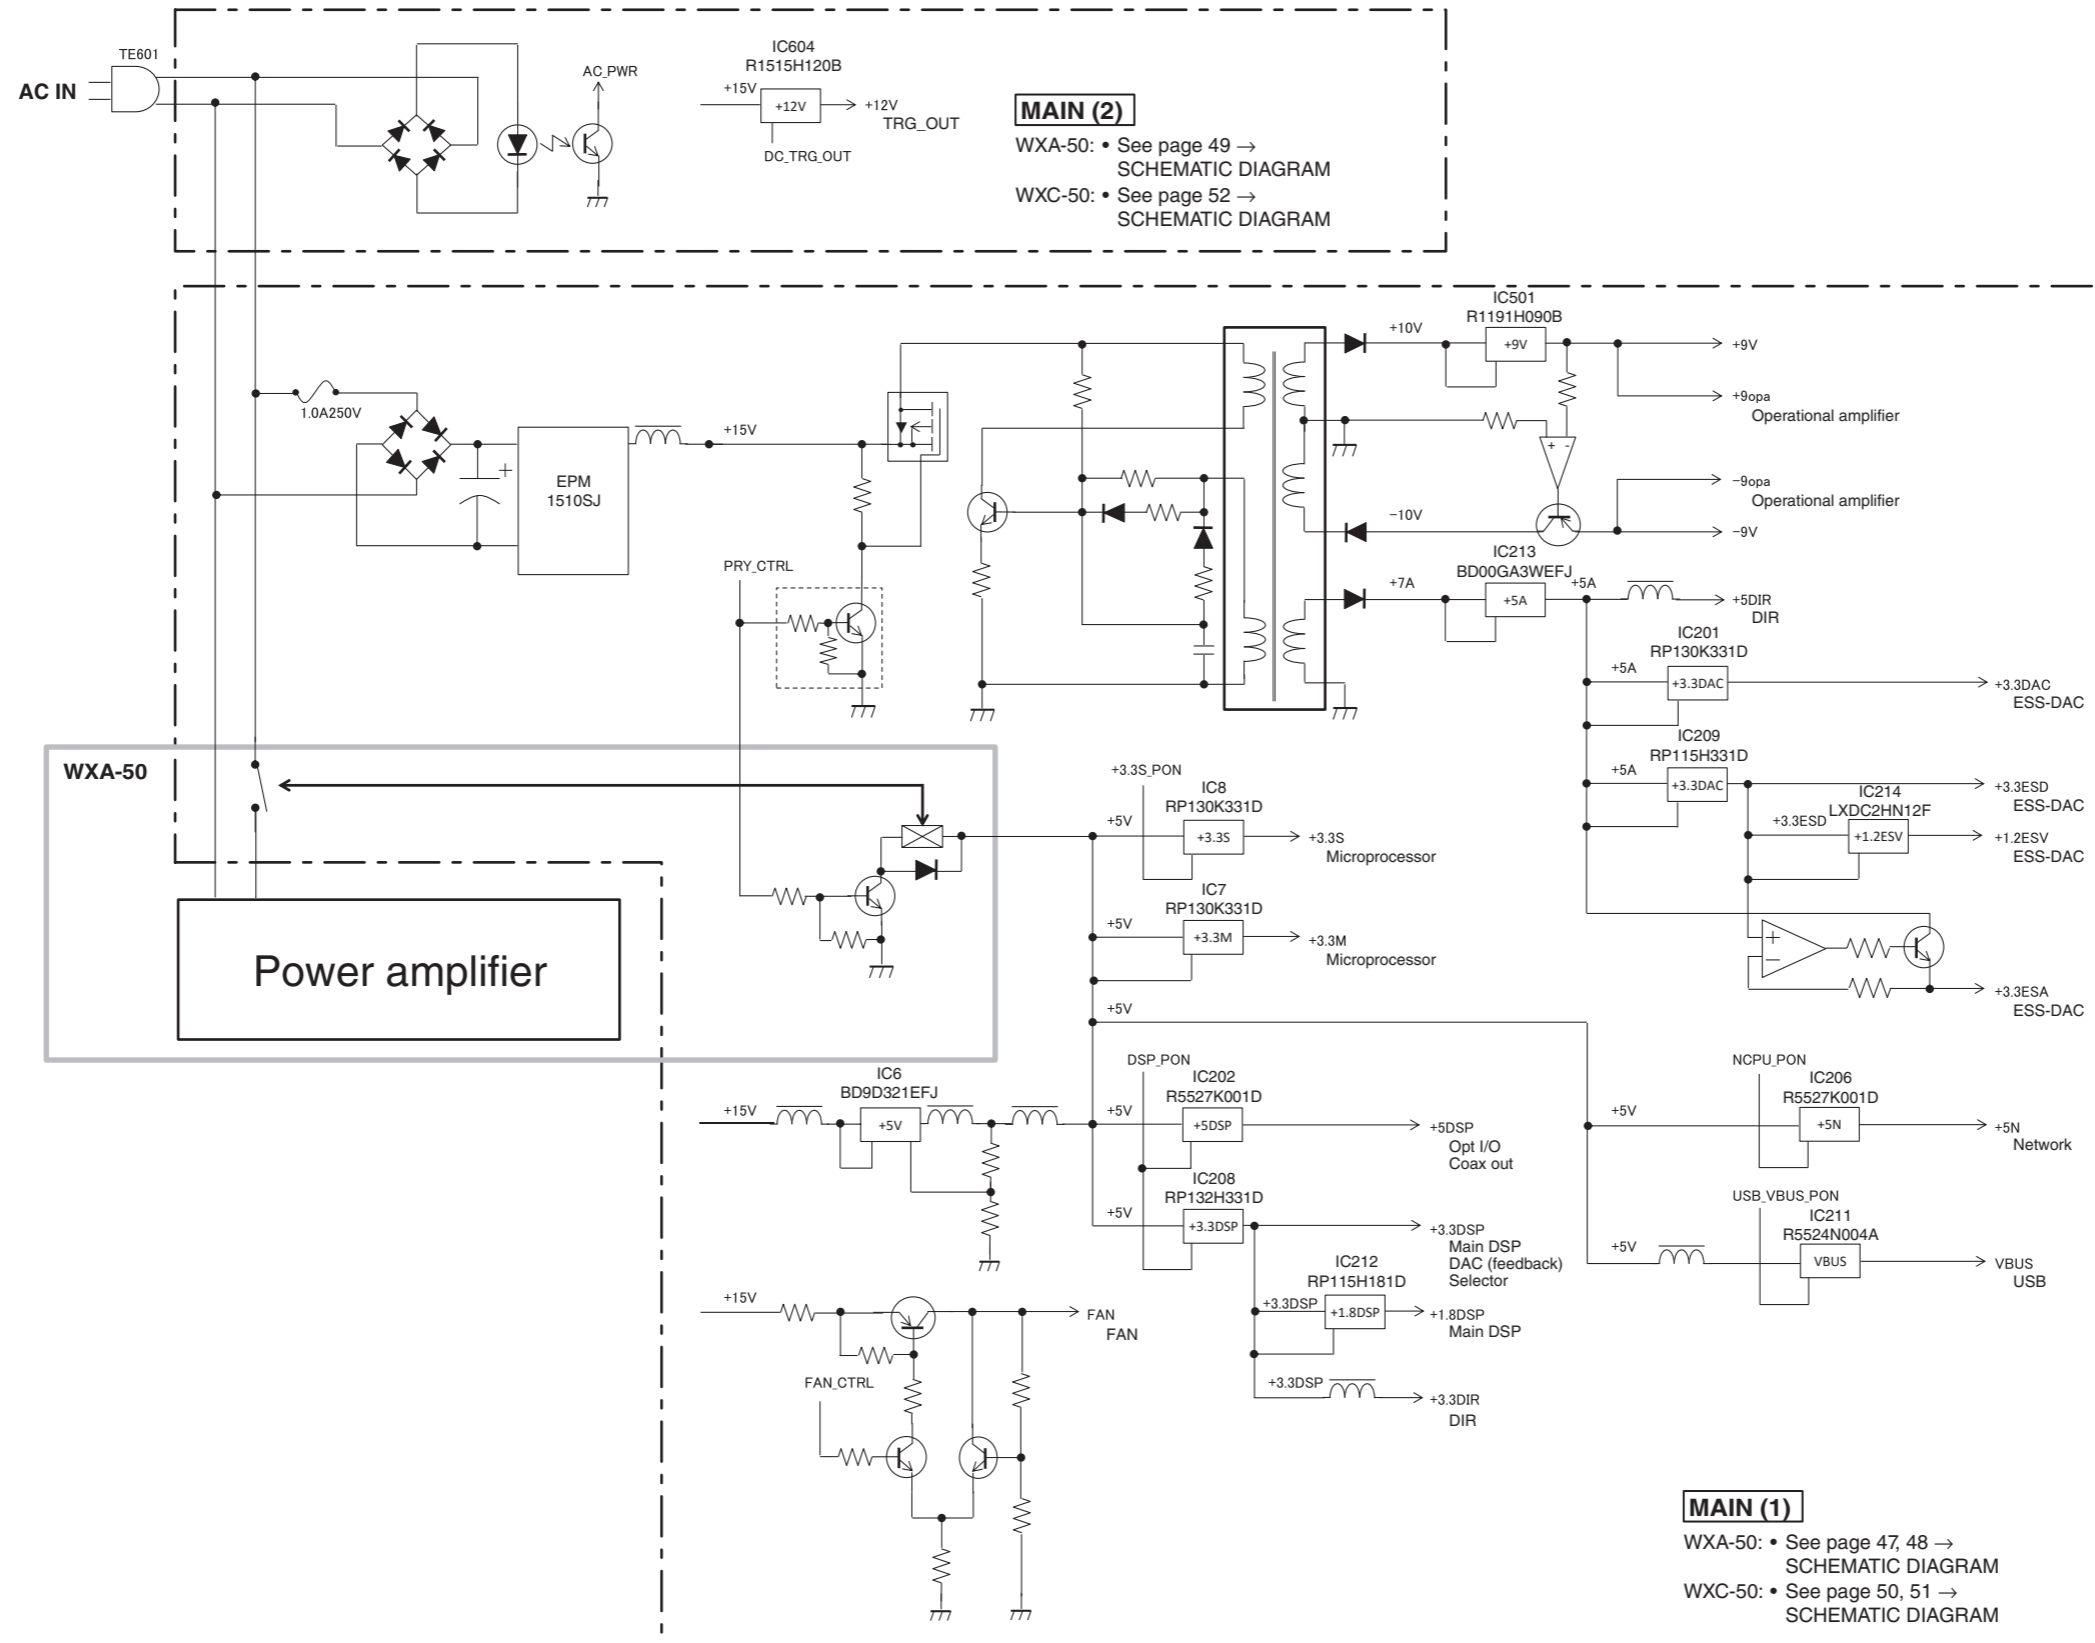 TE601
AC IN
AC_PWR
IC604
R1515H120B
+15V
+12V
+12V
TRG_OUT
DC_TRG_OUT
MAIN (2)
WXA-50: • See page 49 →
SCHEMATIC DIAGRAM
WXC-50: • See page 52 →
SCHEMATIC DIAGRAM
1.0A250V
EPM
1510SJ
+15V
PRY_CTRL
+10V
IC501
R1191H090B
+9V
+9V
+9opa
Operational amplifier
+ -
−9opa
Operational amplifier
−10V
−9V
+7A
IC213
BD00GA3WEFJ
+5A
+5A
+5DIR
DIR
IC201
RP130K331D
+5A
+3.3DAC
+3.3DAC
ESS-DAC
IC209
RP115H331D
+5A
+3.3DAC
+3.3ESD
ESS-DAC
IC214
LXDC2HN12F
+3.3ESD
+1.2ESV
+1.2ESV
ESS-DAC
+
−
+3.3ESA
ESS-DAC
WXA-50
Power amplifier
+3.3S_PON
IC8
RP130K331D
+5V
+3.3S
+3.3S
Microprocessor
IC7
RP130K331D
+5V
+3.3M
+3.3M
Microprocessor
+5V
IC6
BD9D321EFJ
+15V
+5V
DSP_PON
IC202
R5527K001D
+5V
+5DSP
+5DSP
Opt I/O
Coax out
IC208
RP132H331D
+5V
+3.3DSP
+3.3DSP
Main DSP
DAC (feedback)
Selector
IC212
RP115H181D
+3.3DSP
+1.8DSP
+1.8DSP
Main DSP
+3.3DSP
+3.3DIR
DIR
NCPU_PON
IC206
R5527K001D
+5V
+5N
+5N
Network
USB_VBUS_PON
IC211
R5524N004A
+5V
VBUS
VBUS
USB
+15V
FAN
FAN
FAN_CTRL
MAIN (1)
WXA-50: • See page 47, 48 →
SCHEMATIC DIAGRAM
WXC-50: • See page 50, 51 →
SCHEMATIC DIAGRAM
+